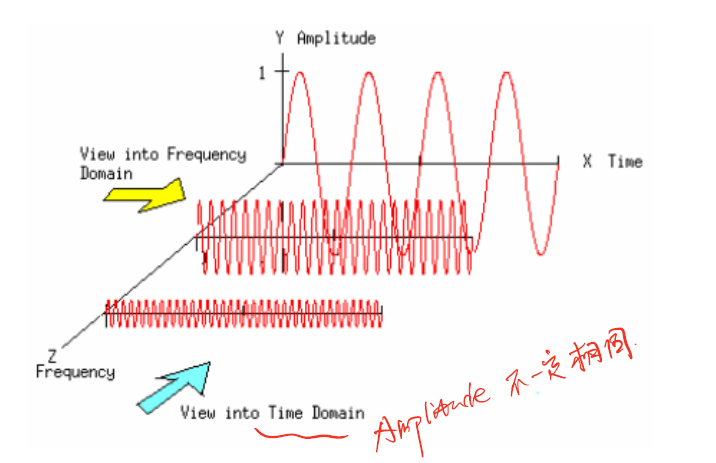 Y Amplitude
1
View into Frequency
Domain
X Time
Z
Frequency
View into Time Domain
Amplitude 不一定相同.